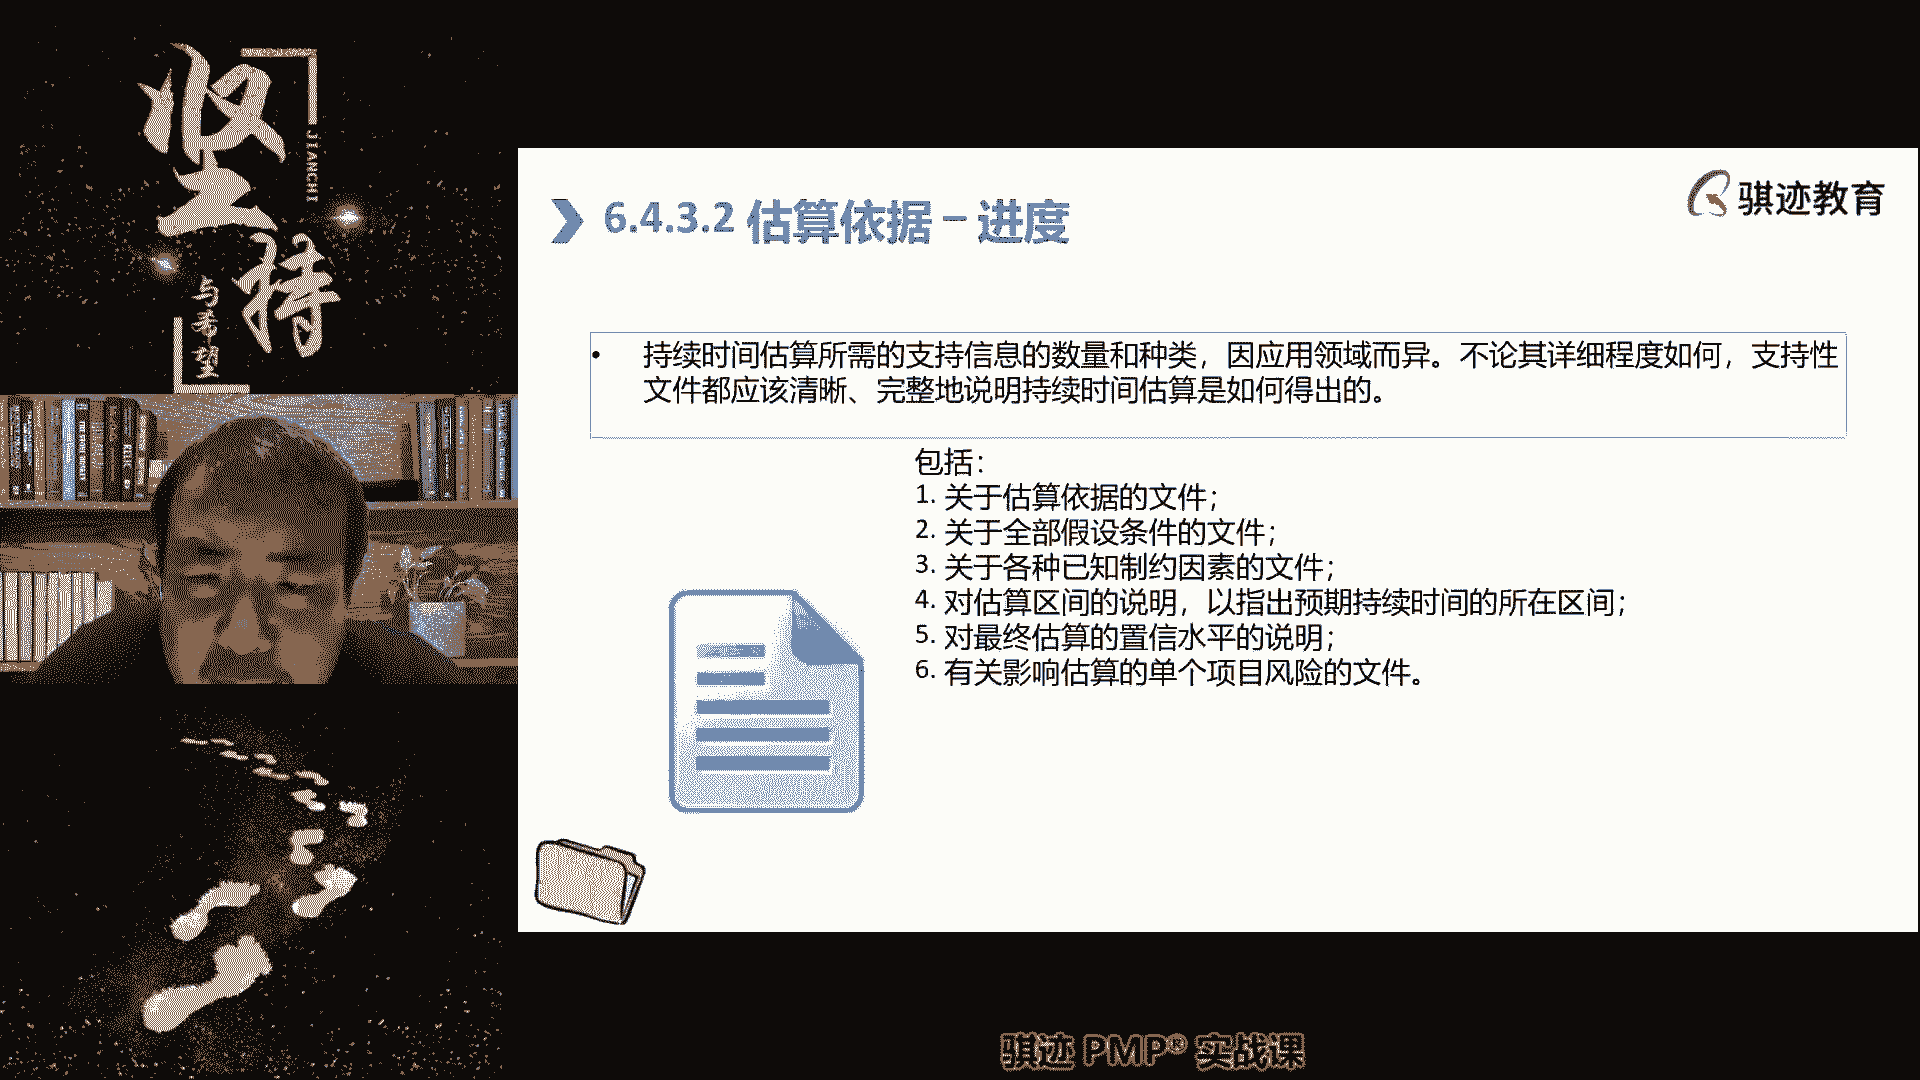 坚持
JIANCHI
与希望
骐迹教育
6.4.3.2 估算依据 – 进度
• 持续时间估算所需的支持信息的数量和种类，因应用领域而异。不论其详细程度如何，支持性
文件都应该清晰、完整地说明持续时间估算是如何得出的。
包括：
1. 关于估算依据的文件；
2. 关于全部假设条件的文件；
3. 关于各种已知制约因素的文件；
4. 对估算区间的说明，以指出预期持续时间的所在区间；
5. 对最终估算的置信水平的说明；
6. 有关影响估算的单个项目风险的文件。
骐迹 PMP® 实战课